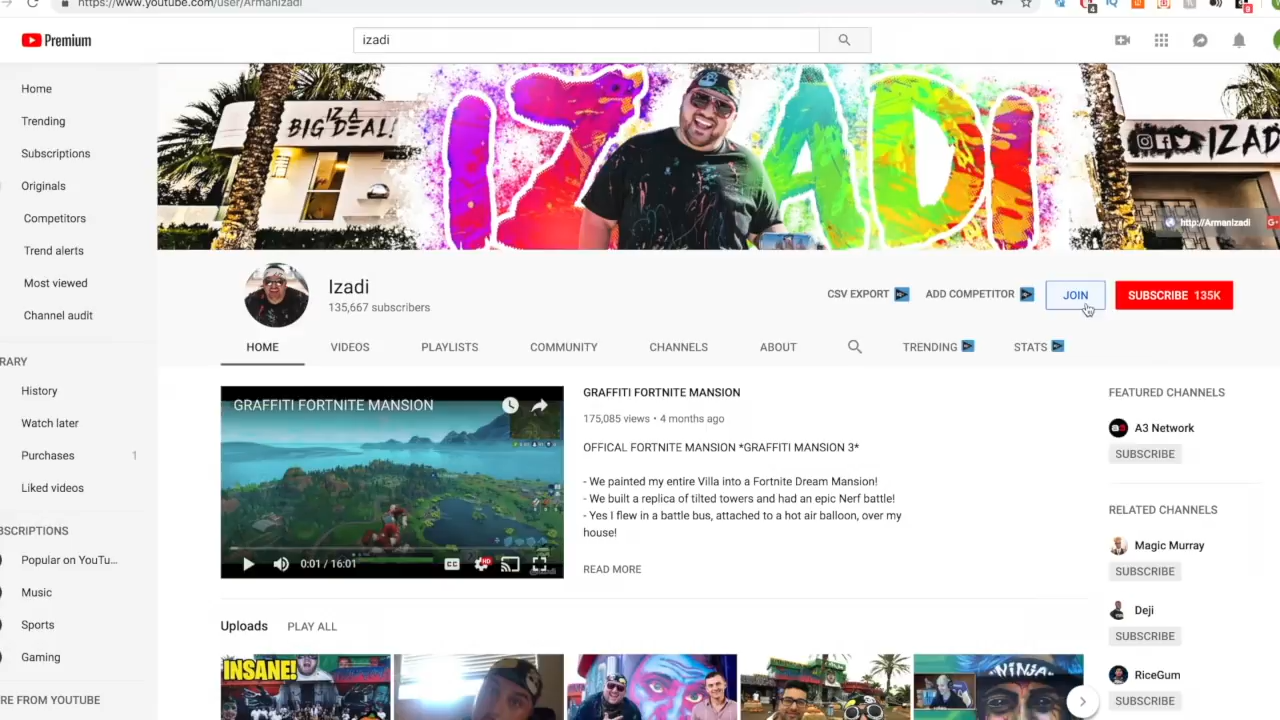 https://www.youtube.com/user/ArmanIzadi
4
9
Premium
izadi
Home
Trending
Subscriptions
Originals
Competitors
Trend alerts
Most viewed
Channel audit
RARY
History
Watch later
Purchases 1
Liked videos
BSCRIPTIONS
Popular on YouTu...
Music
Sports
Gaming
RE FROM YOUTUBE
IZ A
BIG DEAL!
IZADI
IZAD
http://ArmanIzadi
G+
Izadi
135,667 subscribers
CSV EXPORT
ADD COMPETITOR
JOIN
SUBSCRIBE 135K
HOME
VIDEOS
PLAYLISTS
COMMUNITY
CHANNELS
ABOUT
TRENDING
STATS
GRAFFITI FORTNITE MANSION
0:01 / 16:01
CC
HD
GRAFFITI FORTNITE MANSION
175,085 views • 4 months ago
OFFICAL FORTNITE MANSION *GRAFFITI MANSION 3*
- We painted my entire Villa into a Fortnite Dream Mansion!
- We built a replica of tilted towers and had an epic Nerf battle!
- Yes I flew in a battle bus, attached to a hot air balloon, over my
house!
READ MORE
Uploads PLAY ALL
INSANE!
NINJA
FEATURED CHANNELS
A3 Network
SUBSCRIBE
RELATED CHANNELS
Magic Murray
SUBSCRIBE
Deji
SUBSCRIBE
RiceGum
SUBSCRIBE